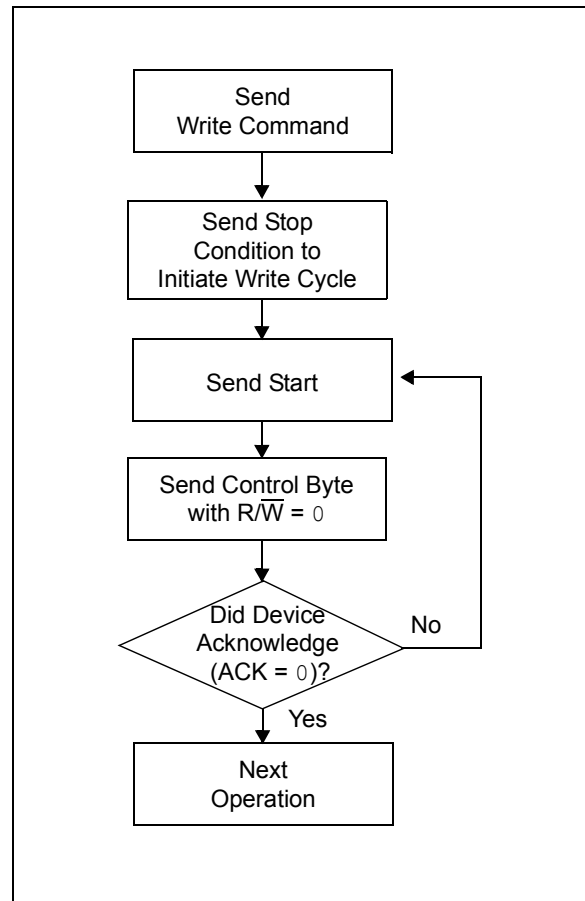 Send
Write Command
Send Stop
Condition to
Initiate Write Cycle
Send Start
Send Control Byte
with R/W̅ = 0
Did Device
Acknowledge
(ACK = 0)?
No
Yes
Next
Operation